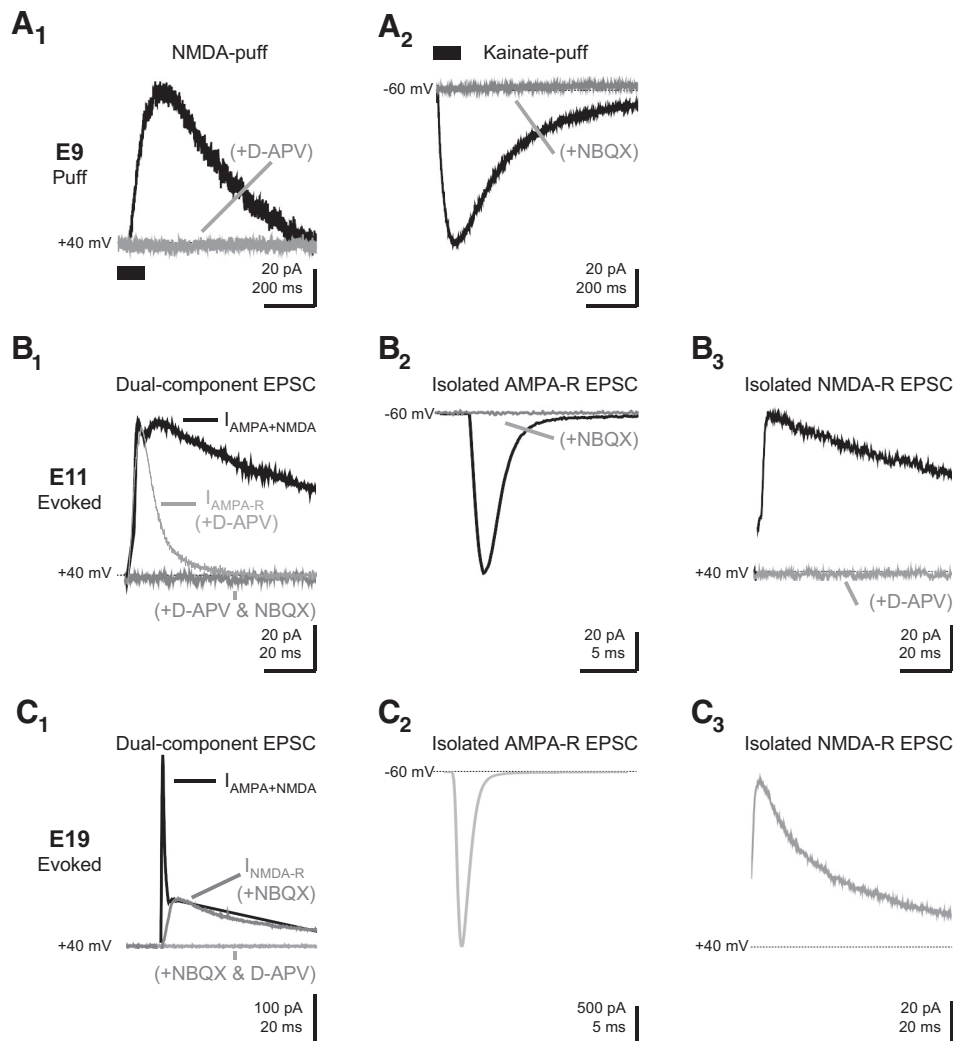 A1
A2
NMDA-puff
Kainate-puff
-60 mV
(+D-APV)
(+NBQX)
E9
Puff
+40 mV
20 pA
200 ms
20 pA
200 ms
B1
B2
B3
Dual-component EPSC
Isolated AMPA-R EPSC
Isolated NMDA-R EPSC
IAMPA+NMDA
-60 mV
(+NBQX)
E11
Evoked
IAMPA-R
(+D-APV)
+40 mV
+40 mV
(+D-APV & NBQX)
(+D-APV)
20 pA
20 ms
20 pA
5 ms
20 pA
20 ms
C1
C2
C3
Dual-component EPSC
Isolated AMPA-R EPSC
Isolated NMDA-R EPSC
IAMPA+NMDA
-60 mV
E19
Evoked
INMDA-R
(+NBQX)
+40 mV
+40 mV
(+NBQX & D-APV)
100 pA
20 ms
500 pA
5 ms
20 pA
20 ms